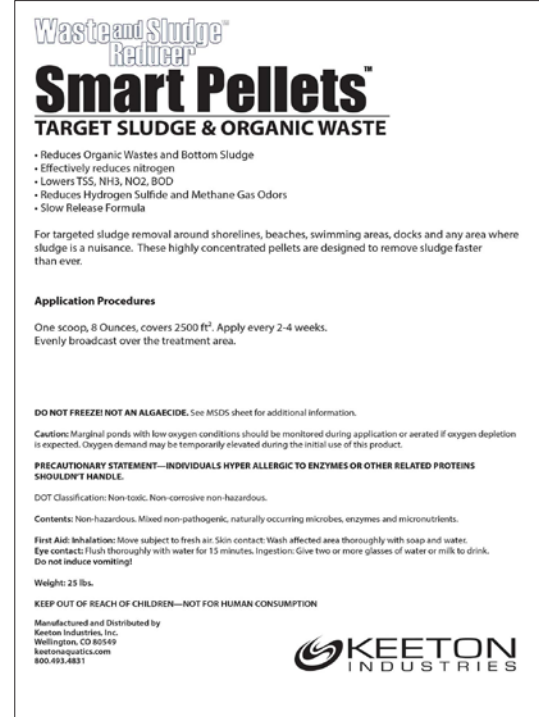 Waste and Sludge™
Reducer
Smart Pellets™
TARGET SLUDGE & ORGANIC WASTE
• Reduces Organic Wastes and Bottom Sludge
• Effectively reduces nitrogen
• Lowers TSS, NH3, NO2, BOD
• Reduces Hydrogen Sulfide and Methane Gas Odors
• Slow Release Formula
For targeted sludge removal around shorelines, beaches, swimming areas, docks and any area where
sludge is a nuisance. These highly concentrated pellets are designed to remove sludge faster
than ever.
Application Procedures
One scoop, 8 Ounces, covers 2500 ft². Apply every 2-4 weeks.
Evenly broadcast over the treatment area.
DO NOT FREEZE! NOT AN ALGAECIDE. See MSDS sheet for additional information.
Caution: Marginal ponds with low oxygen conditions should be monitored during application or aerated if oxygen depletion
is expected. Oxygen demand may be temporarily elevated during the initial use of this product.
PRECAUTIONARY STATEMENT—INDIVIDUALS HYPER ALLERGIC TO ENZYMES OR OTHER RELATED PROTEINS
SHOULDN'T HANDLE.
DOT Classification: Non-toxic. Non-corrosive non-hazardous.
Contents: Non-hazardous. Mixed non-pathogenic, naturally occurring microbes, enzymes and micronutrients.
First Aid: Inhalation: Move subject to fresh air. Skin contact: Wash affected area thoroughly with soap and water.
Eye contact: Flush thoroughly with water for 15 minutes. Ingestion: Give two or more glasses of water or milk to drink.
Do not induce vomiting!
Weight: 25 lbs.
KEEP OUT OF REACH OF CHILDREN—NOT FOR HUMAN CONSUMPTION
Manufactured and Distributed by
Keeton Industries, Inc.
Wellington, CO 80549
keetonaquatics.com
800.493.4831
KEETON
INDUSTRIES